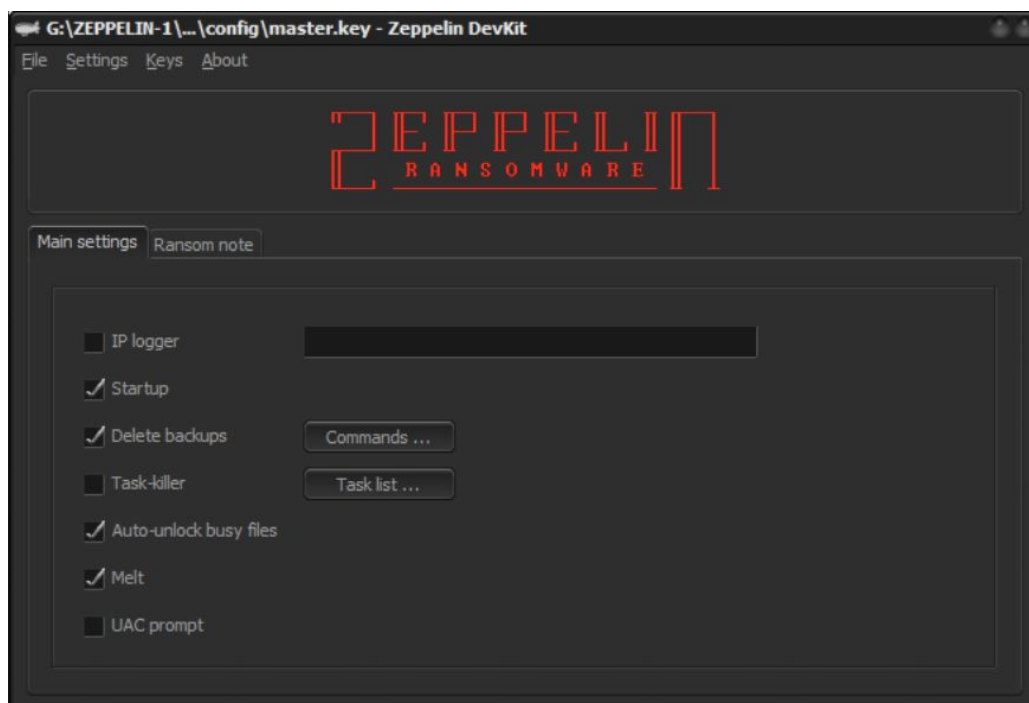 G:\ZEPPELIN-1\...\config\master.key - Zeppelin DevKit
File Settings Keys About
ZEPPELIN
RANSOMWARE
Main settings Ransom note
IP logger
Startup
Delete backups Commands ...
Task-killer Task list ...
Auto-unlock busy files
Melt
UAC prompt